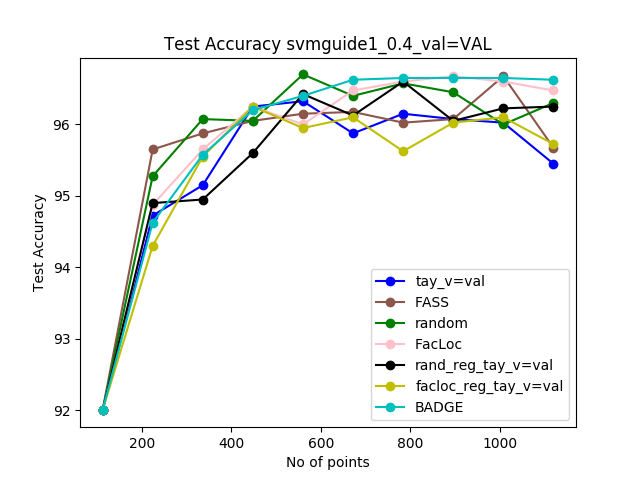 Test Accuracy svmguide1_0.4_val=VAL
Test Accuracy
96
95
94
93
92
200
400
600
800
1000
No of points
tay_v=val
FASS
random
FacLoc
rand_reg_tay_v=val
facloc_reg_tay_v=val
BADGE